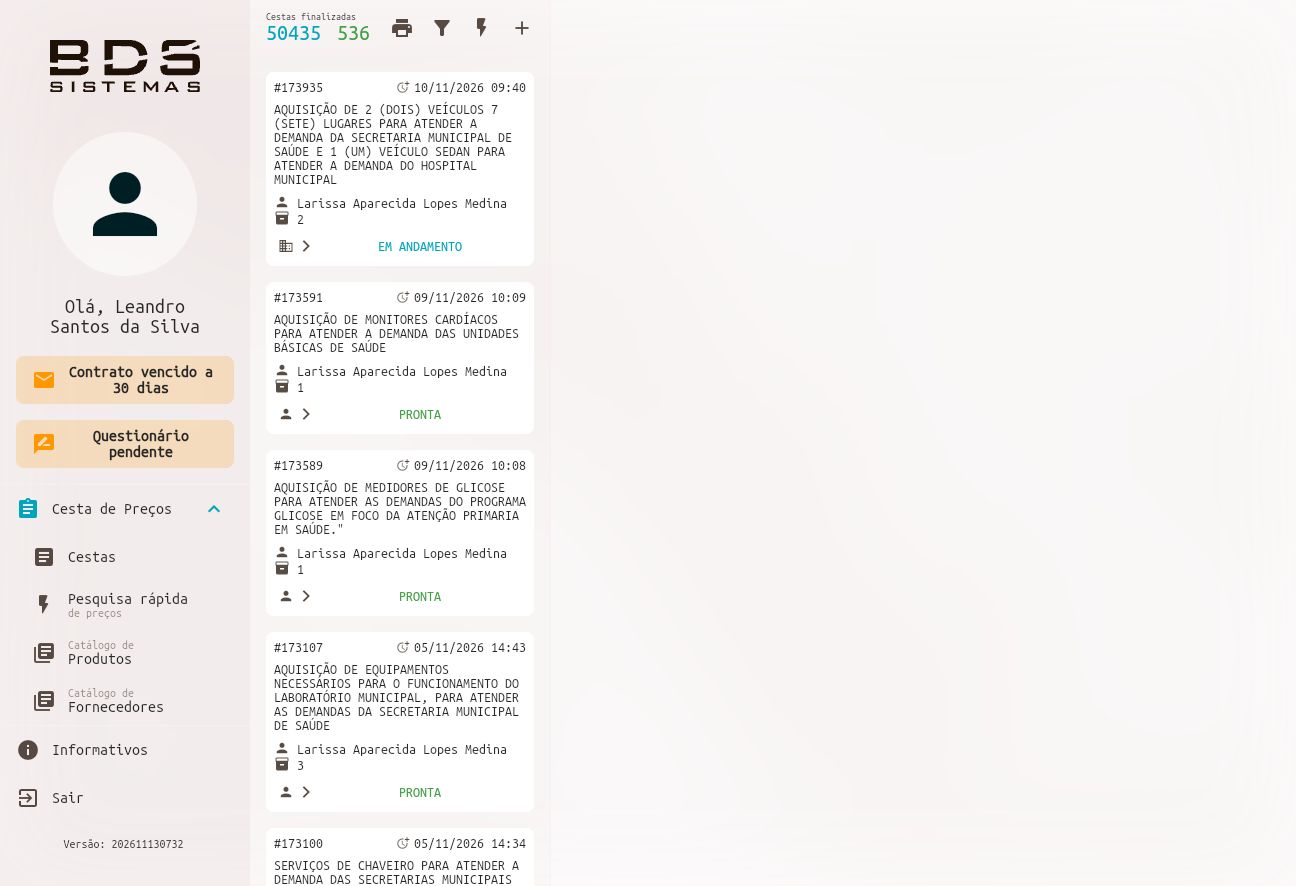 BDS
SISTEMAS
Olá, Leandro
Santos da Silva
Contrato vencido a
30 dias
Questionário
pendente
Cesta de Preços
Cestas
Pesquisa rápida
de preços
Catálogo de
Produtos
Catálogo de
Fornecedores
Informativos
Sair
Versão: 202611130732
Cestas finalizadas
50435 536
#173935 10/11/2026 09:40
AQUISIÇÃO DE 2 (DOIS) VEÍCULOS 7
(SETE) LUGARES PARA ATENDER A
DEMANDA DA SECRETARIA MUNICIPAL DE
SAÚDE E 1 (UM) VEÍCULO SEDAN PARA
ATENDER A DEMANDA DO HOSPITAL
MUNICIPAL
Larissa Aparecida Lopes Medina
2
EM ANDAMENTO
#173591 09/11/2026 10:09
AQUISIÇÃO DE MONITORES CARDÍACOS
PARA ATENDER A DEMANDA DAS UNIDADES
BÁSICAS DE SAÚDE
Larissa Aparecida Lopes Medina
1
PRONTA
#173589 09/11/2026 10:08
AQUISIÇÃO DE MEDIDORES DE GLICOSE
PARA ATENDER AS DEMANDAS DO PROGRAMA
GLICOSE EM FOCO DA ATENÇÃO PRIMARIA
EM SAÚDE."
Larissa Aparecida Lopes Medina
1
PRONTA
#173107 05/11/2026 14:43
AQUISIÇÃO DE EQUIPAMENTOS
NECESSÁRIOS PARA O FUNCIONAMENTO DO
LABORATÓRIO MUNICIPAL, PARA ATENDER
AS DEMANDAS DA SECRETARIA MUNICIPAL
DE SAÚDE
Larissa Aparecida Lopes Medina
3
PRONTA
#173100 05/11/2026 14:34
SERVIÇOS DE CHAVEIRO PARA ATENDER A
DEMANDA DAS SECRETARIAS MUNICIPAIS